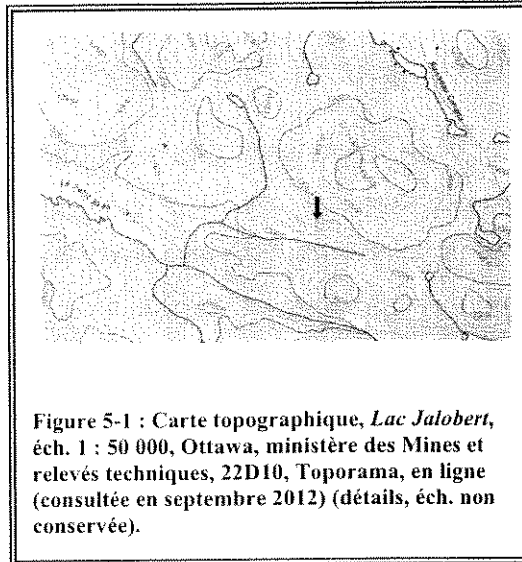 Figure 5-1 : Carte topographique, Lac Jalobert,
éch. 1 : 50 000, Ottawa, ministère des Mines et
relevés techniques, 22D10, Toporama, en ligne
(consultée en septembre 2012) (détails, éch. non
conservée).